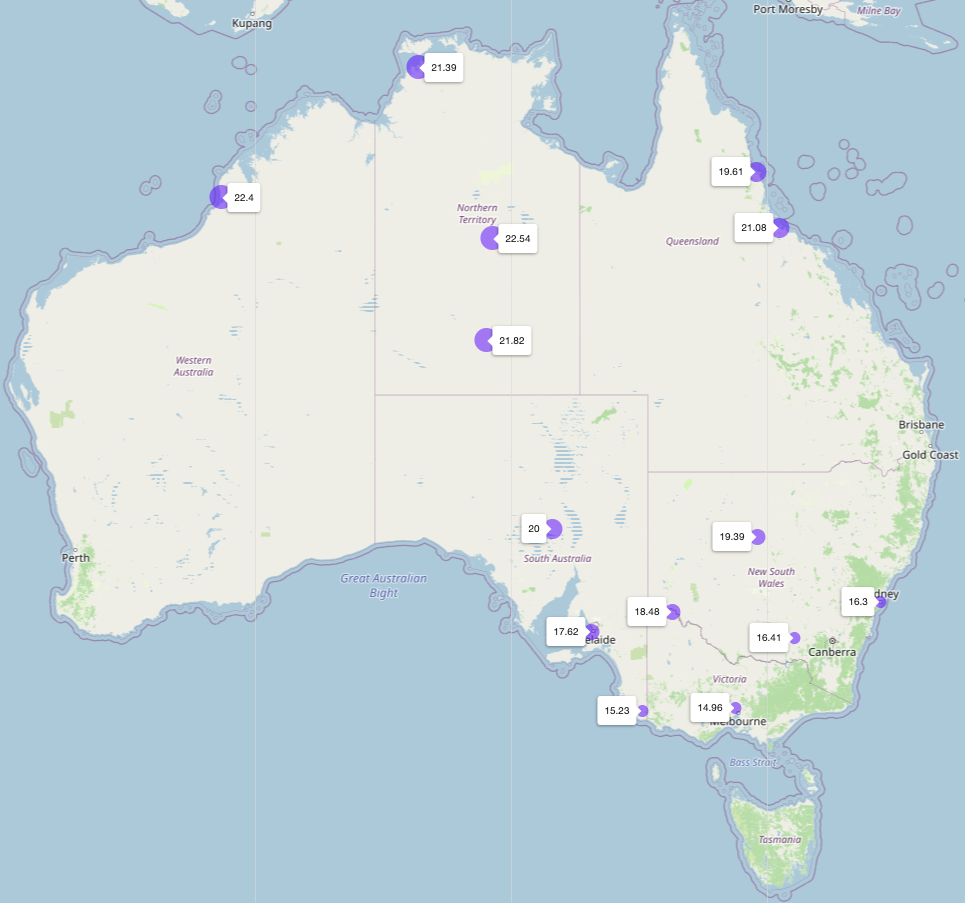 Kupang
Port Moresby
Milne Bay
21.39
19.61
22.4
Northern
Territory
21.08
22.54
Queensland
21.82
Western
Australia
Brisbane
Gold Coast
20
19.39
Perth
South Australia
Great Australian
Bight
New South
Wales
16.3
dney
18.48
17.62
elaide
16.41
Canberra
Victoria
15.23
14.96
Melbourne
Bass Strait
Tasmania